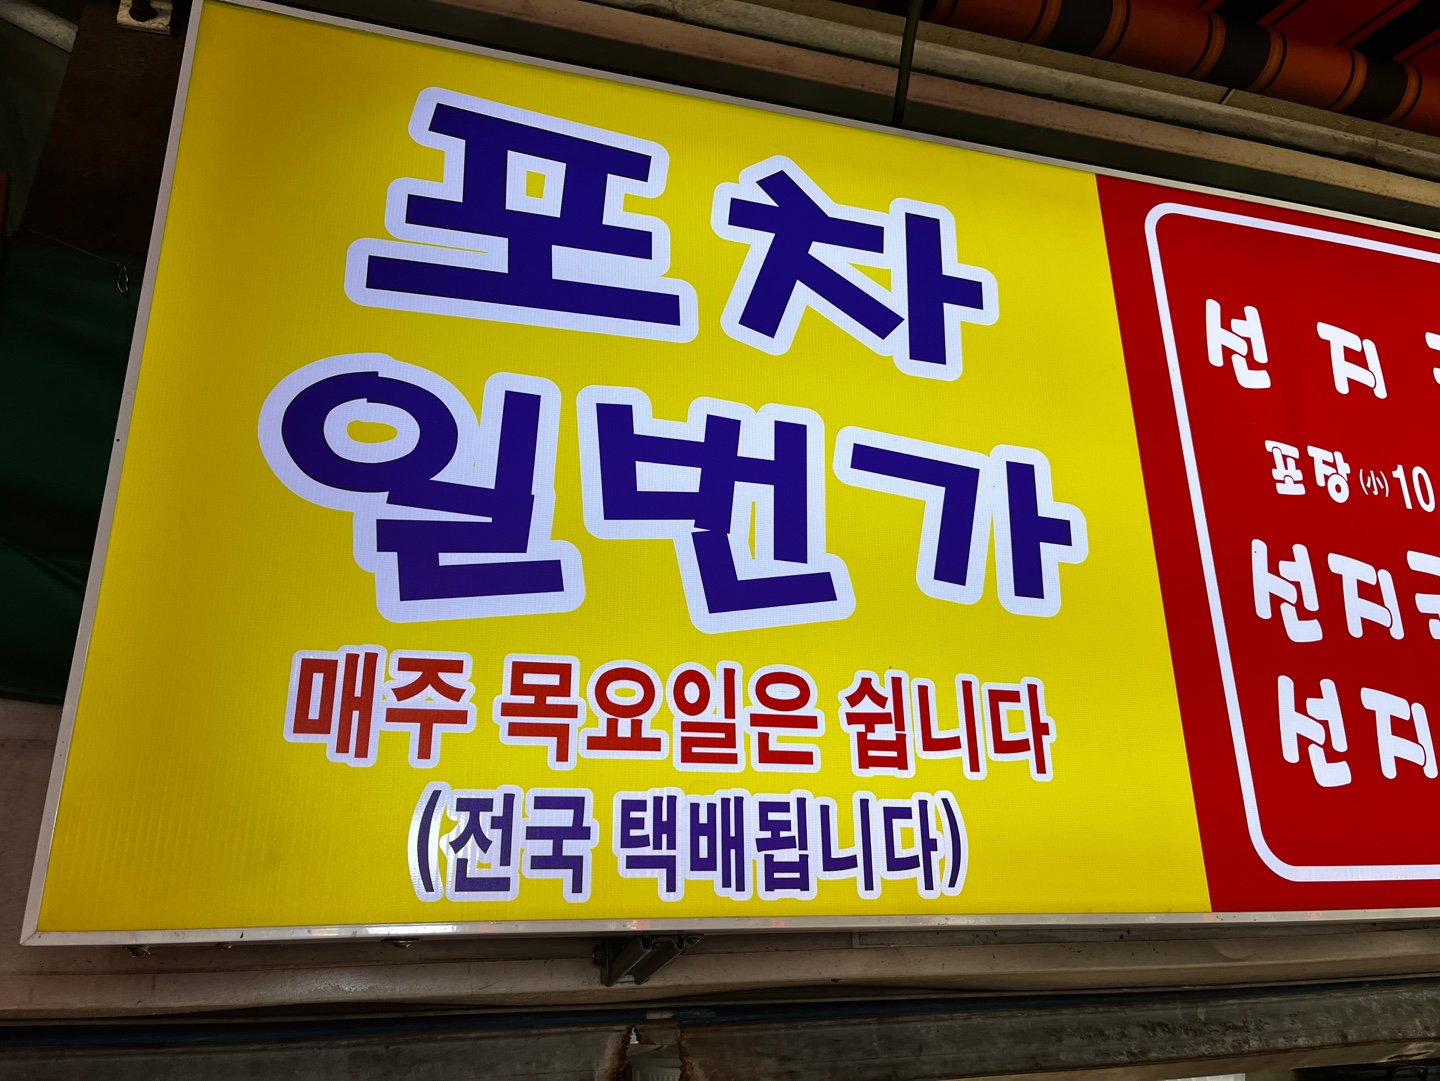 포차
일번가
매주 목요일은 쉽니다
(전국 택배됩니다)
선지
포장(小)10
선지
선지